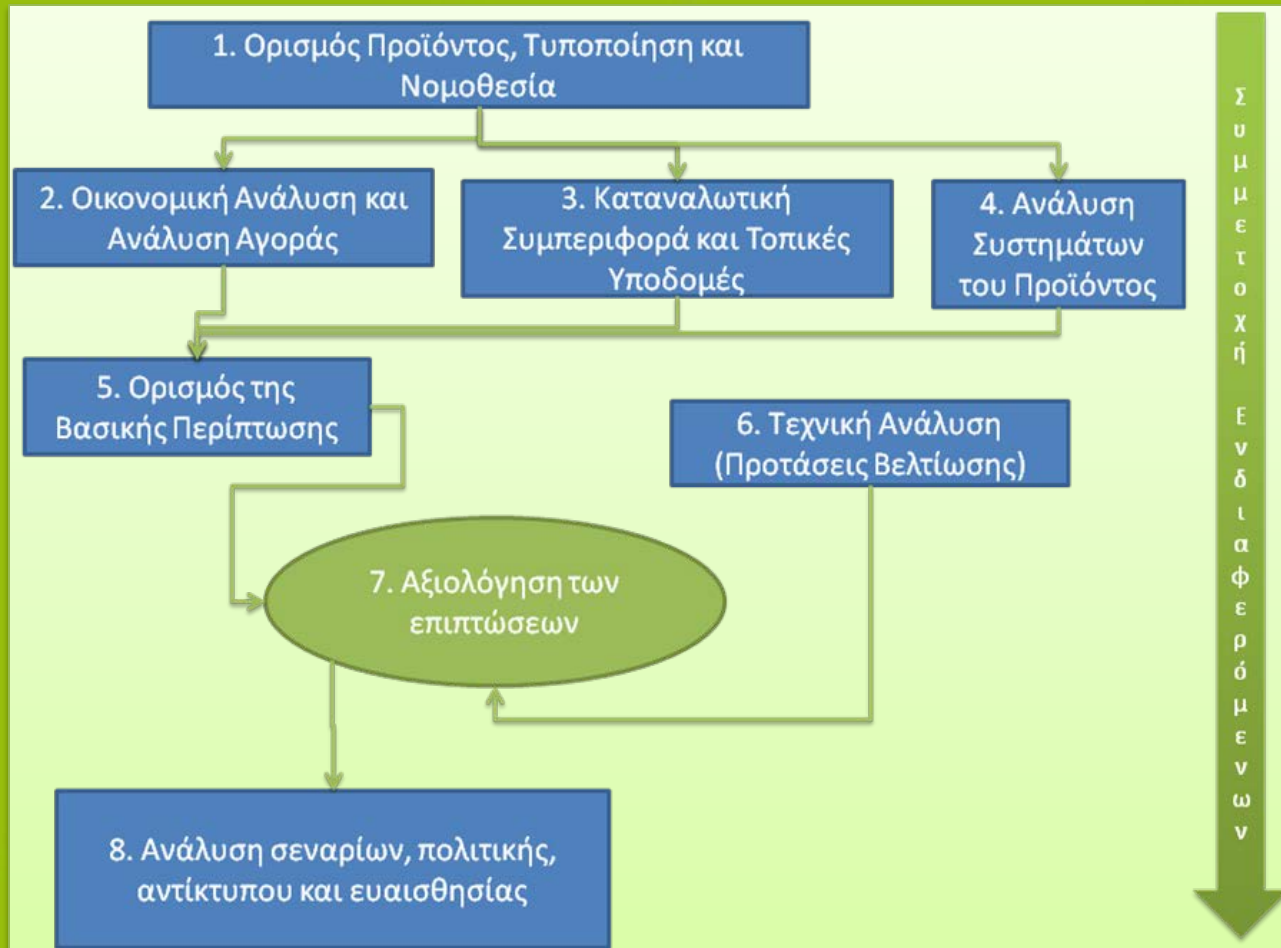 1. Ορισμός Προϊόντος, Τυποποίηση και
Νομοθεσία
2. Οικονομική Ανάλυση και
Ανάλυση Αγοράς
3. Καταναλωτική
Συμπεριφορά και Τοπικές
Υποδομές
4. Ανάλυση
Συστημάτων
του Προϊόντος
5. Ορισμός της
Βασικής Περίπτωσης
6. Τεχνική Ανάλυση
(Προτάσεις Βελτίωσης)
7. Αξιολόγηση των
επιπτώσεων
8. Ανάλυση σεναρίων, πολιτικής,
αντίκτυπου και ευαισθησίας
Συμμετοχή Ενδιαφερόμενων